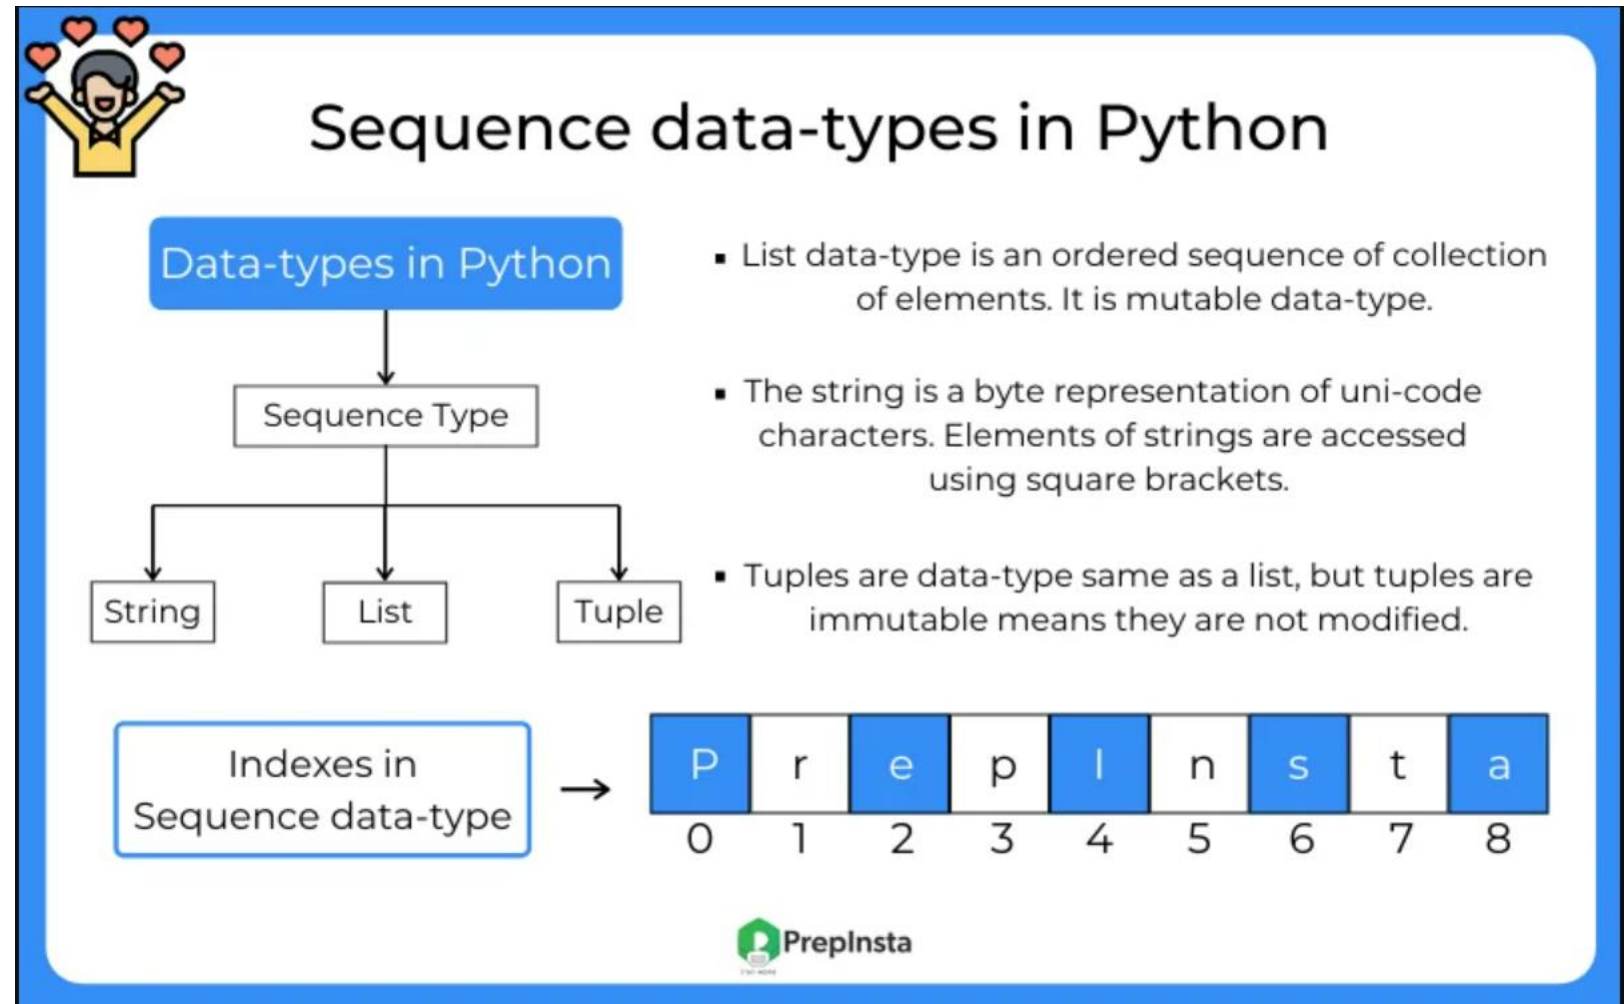 Sequence data-types in Python
Data-types in Python
Sequence Type
String
List
Tuple
▪ List data-type is an ordered sequence of collection
of elements. It is mutable data-type.
▪ The string is a byte representation of uni-code
characters. Elements of strings are accessed
using square brackets.
▪ Tuples are data-type same as a list, but tuples are
immutable means they are not modified.
Indexes in
Sequence data-type
P r e p I n s t a
0 1 2 3 4 5 6 7 8
PrepInsta